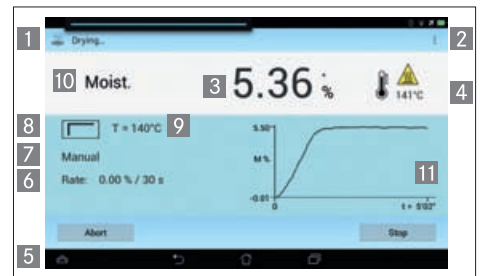 1
Drying..
2
10
Moist.
3
5.36 %
141°C
4
8
T = 140°C
9
7
Manual
6
Rate: 0.00 % / 30 s
5.50
M %
-0.01
0
t = 5'03"
11
Abort
Stop
5